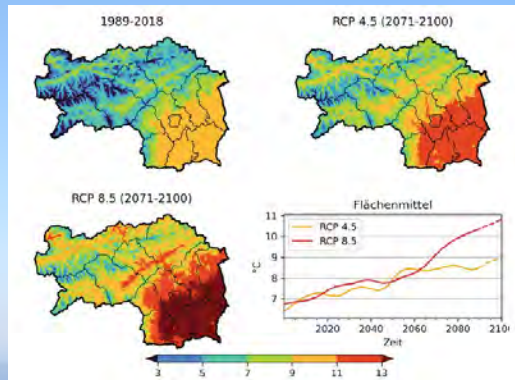 1989-2018
RCP 4.5 (2071-2100)
RCP 8.5 (2071-2100)
Flächenmittel
11
10
9
8
7
°C
RCP 4.5
RCP 8.5
2020 2040 2060 2080 2100
Zeit
3 5 7 9 11 13